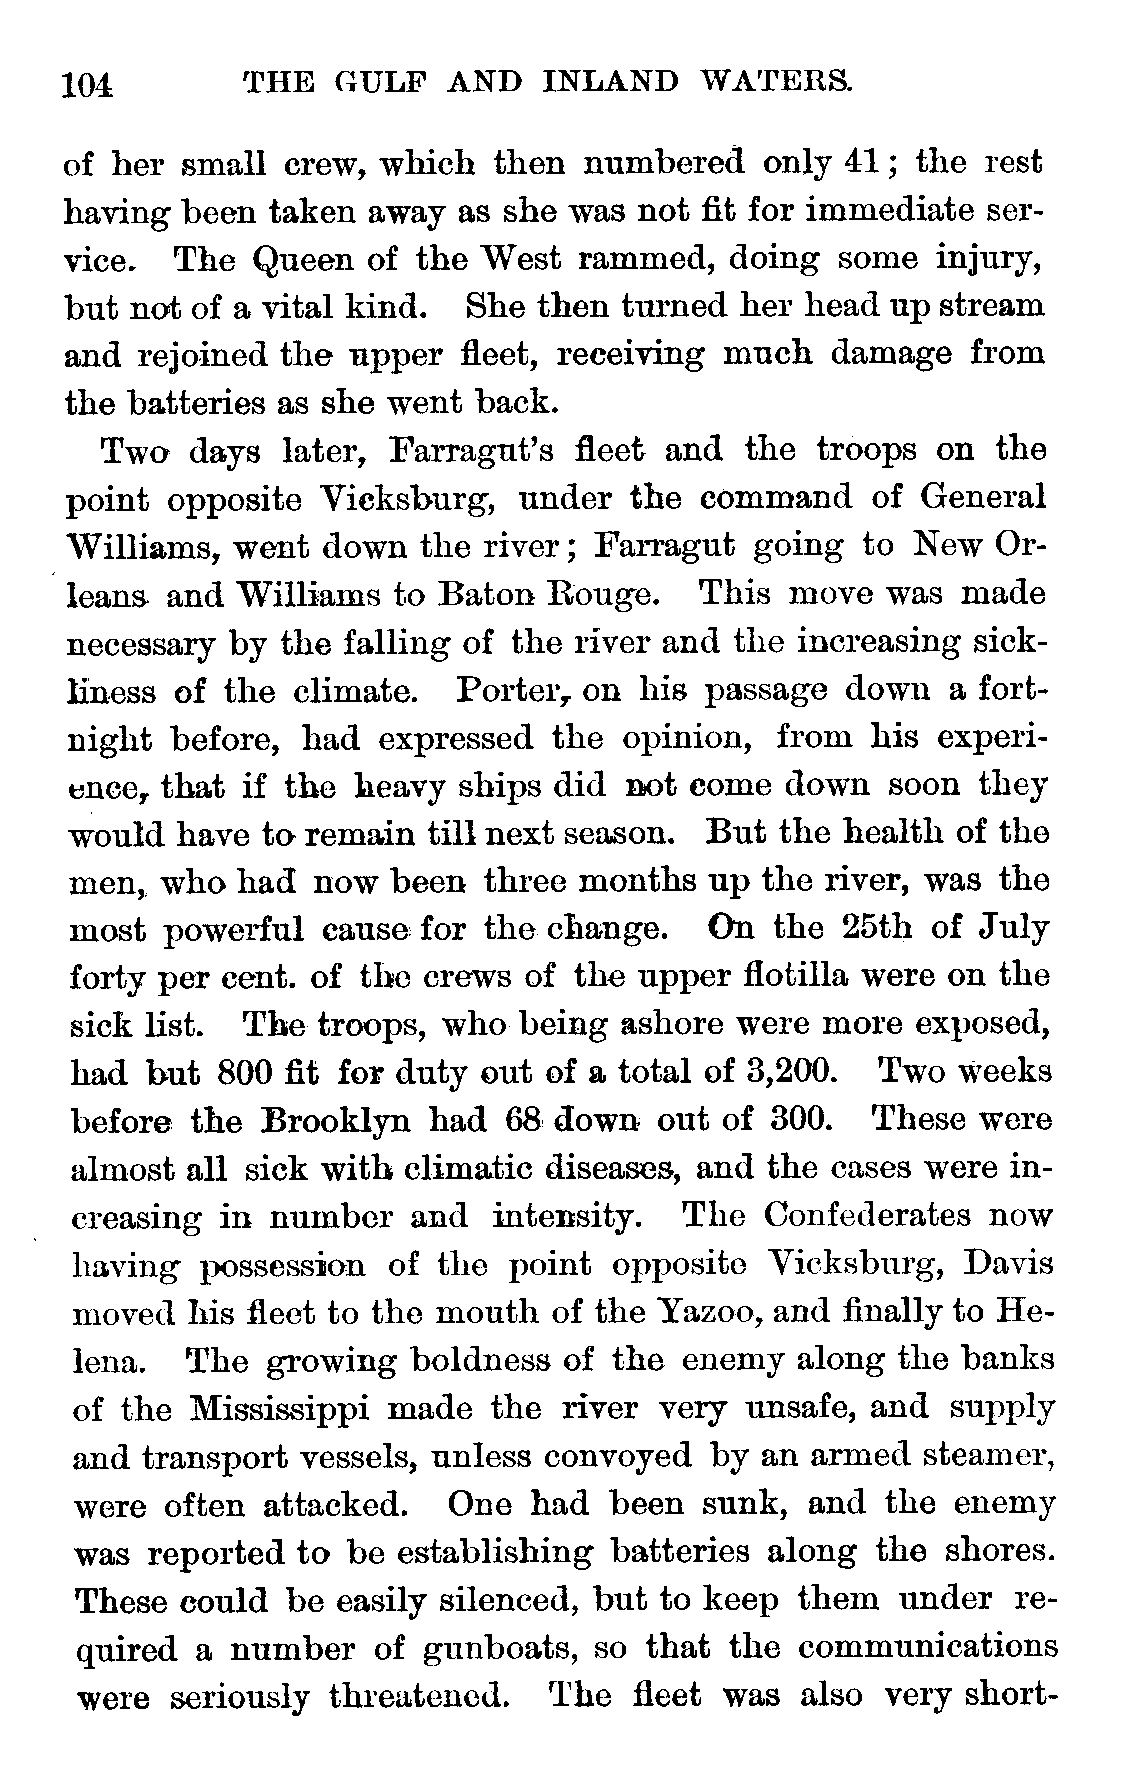 104 THE GULF AND INLAND WATERS.
of her small crew, which then numbered only 41; the rest
having been taken away as she was not fit for immediate ser-
vice. The Queen of the West rammed, doing some injury,
but not of a vital kind. She then turned her head up stream
and rejoined the upper fleet, receiving much damage from
the batteries as she went back.
Two days later, Farragut's fleet and the troops on the
point opposite Vicksburg, under the command of General
Williams, went down the river; Farragut going to New Or-
leans and Williams to Baton Rouge. This move was made
necessary by the falling of the river and the increasing sick-
liness of the climate. Porter, on his passage down a fort-
night before, had expressed the opinion, from his experi-
ence, that if the heavy ships did not come down soon they
would have to remain till next season. But the health of the
men, who had now been three months up the river, was the
most powerful cause for the change. On the 25th of July
forty per cent. of the crews of the upper flotilla were on the
sick list. The troops, who being ashore were more exposed,
had but 800 fit for duty out of a total of 3,200. Two weeks
before the Brooklyn had 68 down out of 300. These were
almost all sick with climatic diseases, and the cases were in-
creasing in number and intensity. The Confederates now
having possession of the point opposite Vicksburg, Davis
moved his fleet to the mouth of the Yazoo, and finally to He-
lena. The growing boldness of the enemy along the banks
of the Mississippi made the river very unsafe, and supply
and transport vessels, unless convoyed by an armed steamer,
were often attacked. One had been sunk, and the enemy
was reported to be establishing batteries along the shores.
These could be easily silenced, but to keep them under re-
quired a number of gunboats, so that the communications
were seriously threatened. The fleet was also very short-